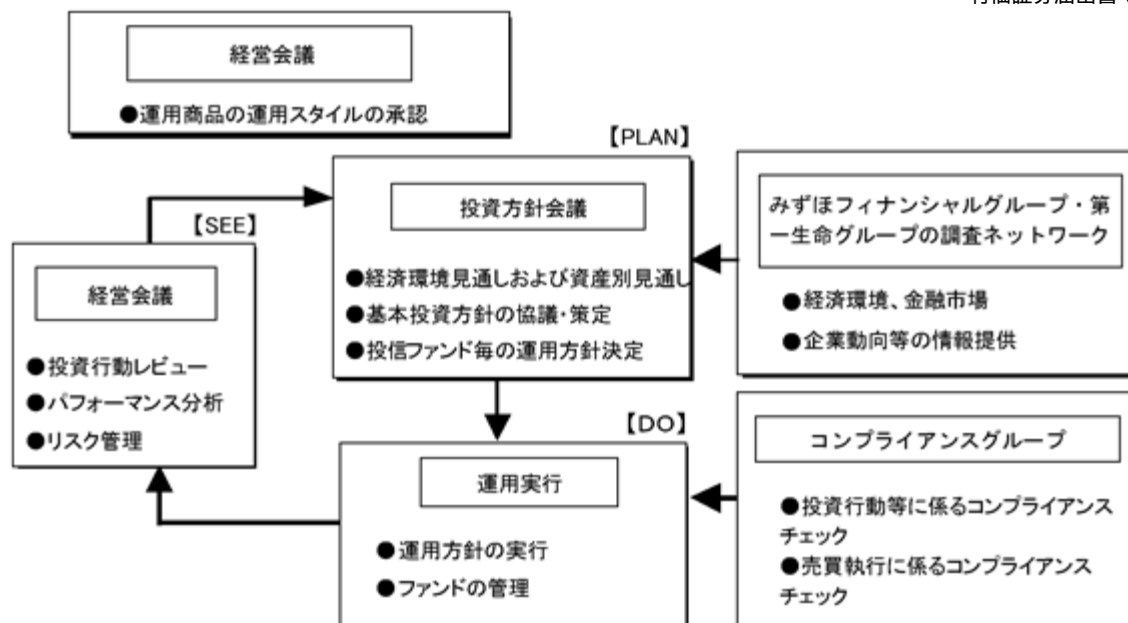 経営会議
●運用商品の運用スタイルの承認
【PLAN】
投資方針会議
●経済環境見通しおよび資産別見通し
●基本投資方針の協議・策定
●投信ファンド毎の運用方針決定
みずほフィナンシャルグループ・第
一生命グループの調査ネットワーク
●経済環境、金融市場
●企業動向等の情報提供
【SEE】
経営会議
●投資行動レビュー
●パフォーマンス分析
●リスク管理
【DO】
運用実行
●運用方針の実行
●ファンドの管理
コンプライアンスグループ
●投資行動等に係るコンプライアンス
チェック
●売買執行に係るコンプライアンス
チェック